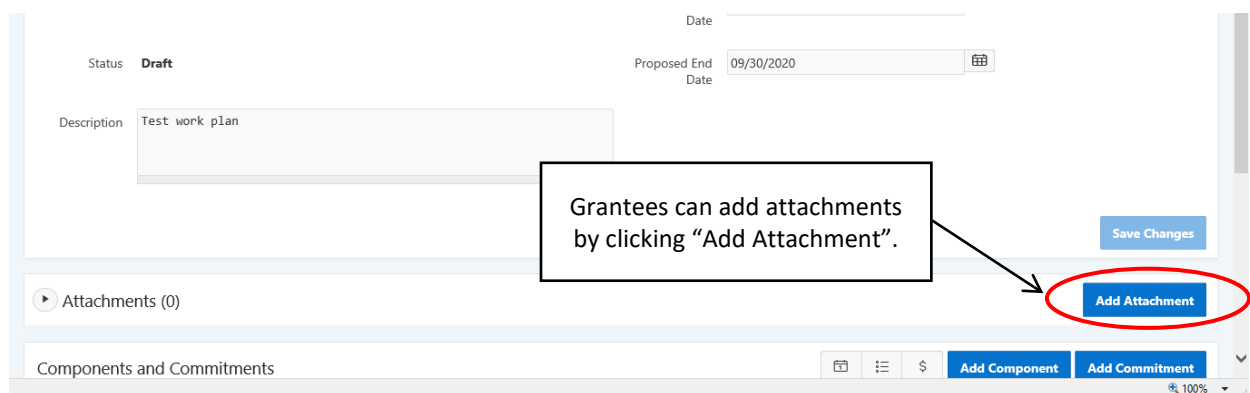 Date
Status Draft
Proposed End Date 09/30/2020
Description Test work plan
Grantees can add attachments
by clicking “Add Attachment”.
Save Changes
Attachments (0)
Add Attachment
Components and Commitments
$ Add Component Add Commitment
100%